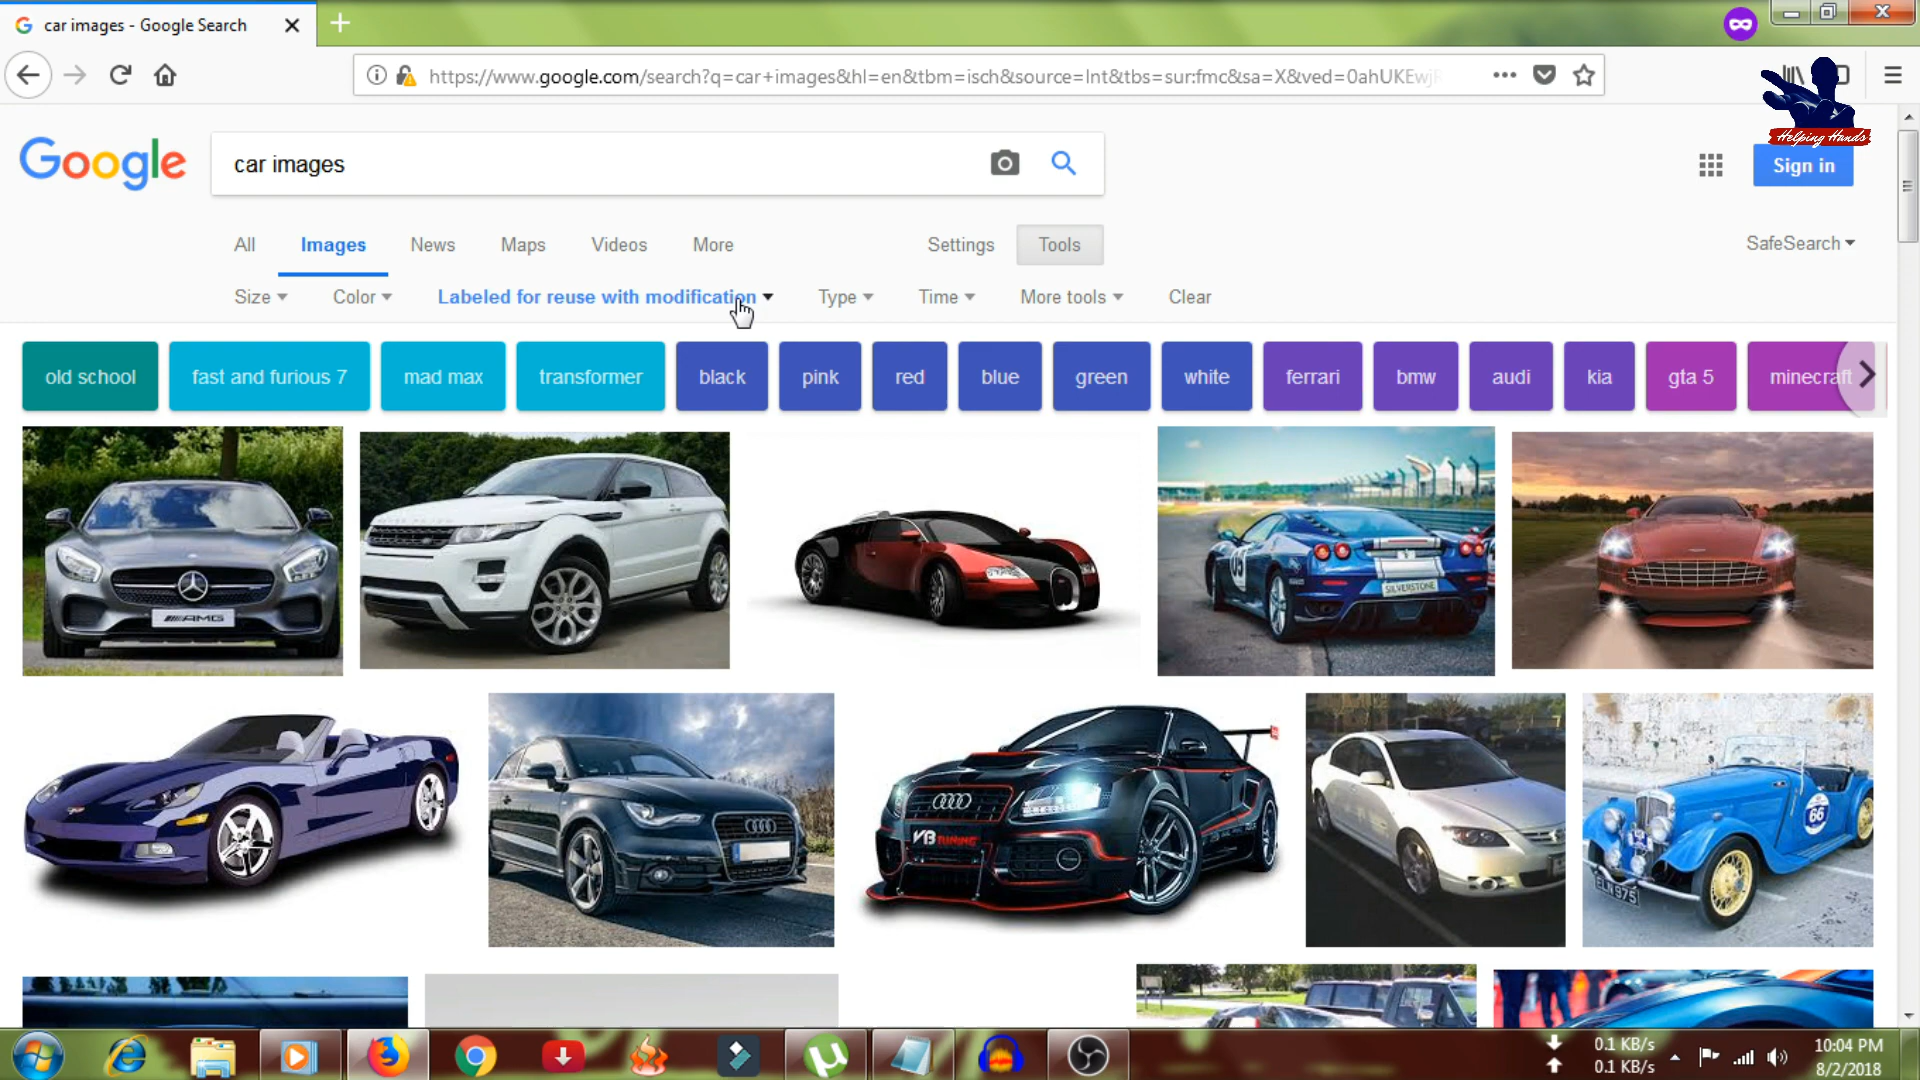 car images - Google Search
https://www.google.com/search?q=car+images&hl=en&tbm=isch&source=lnt&tbs=sur:fmc&sa=X&ved=0ahUKEwj
Helping Hands
Google
car images
Sign in
All Images News Maps Videos More Settings Tools SafeSearch
Size Color Labeled for reuse with modification Type Time More tools Clear
old school fast and furious 7 mad max transformer black pink red blue green white ferrari bmw audi kia gta 5 minecraft
AMG
05
SILVERSTONE
VB TUNING
66
0.1 KB/s
0.1 KB/s
10:04 PM
8/2/2018